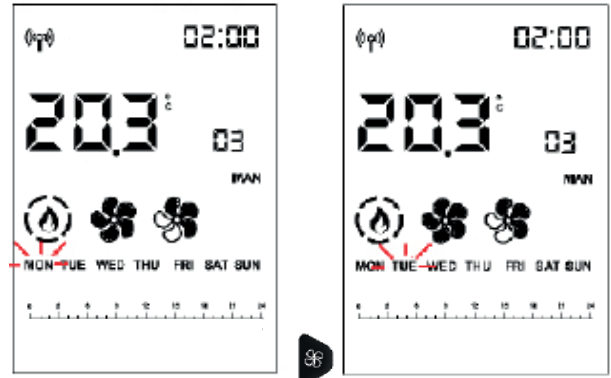 02:00
20.3 °C
03
MAN
MON TUE WED THU FRI SAT SUN
02:00
20.3 °C
03
MAN
MON TUE WED THU FRI SAT SUN